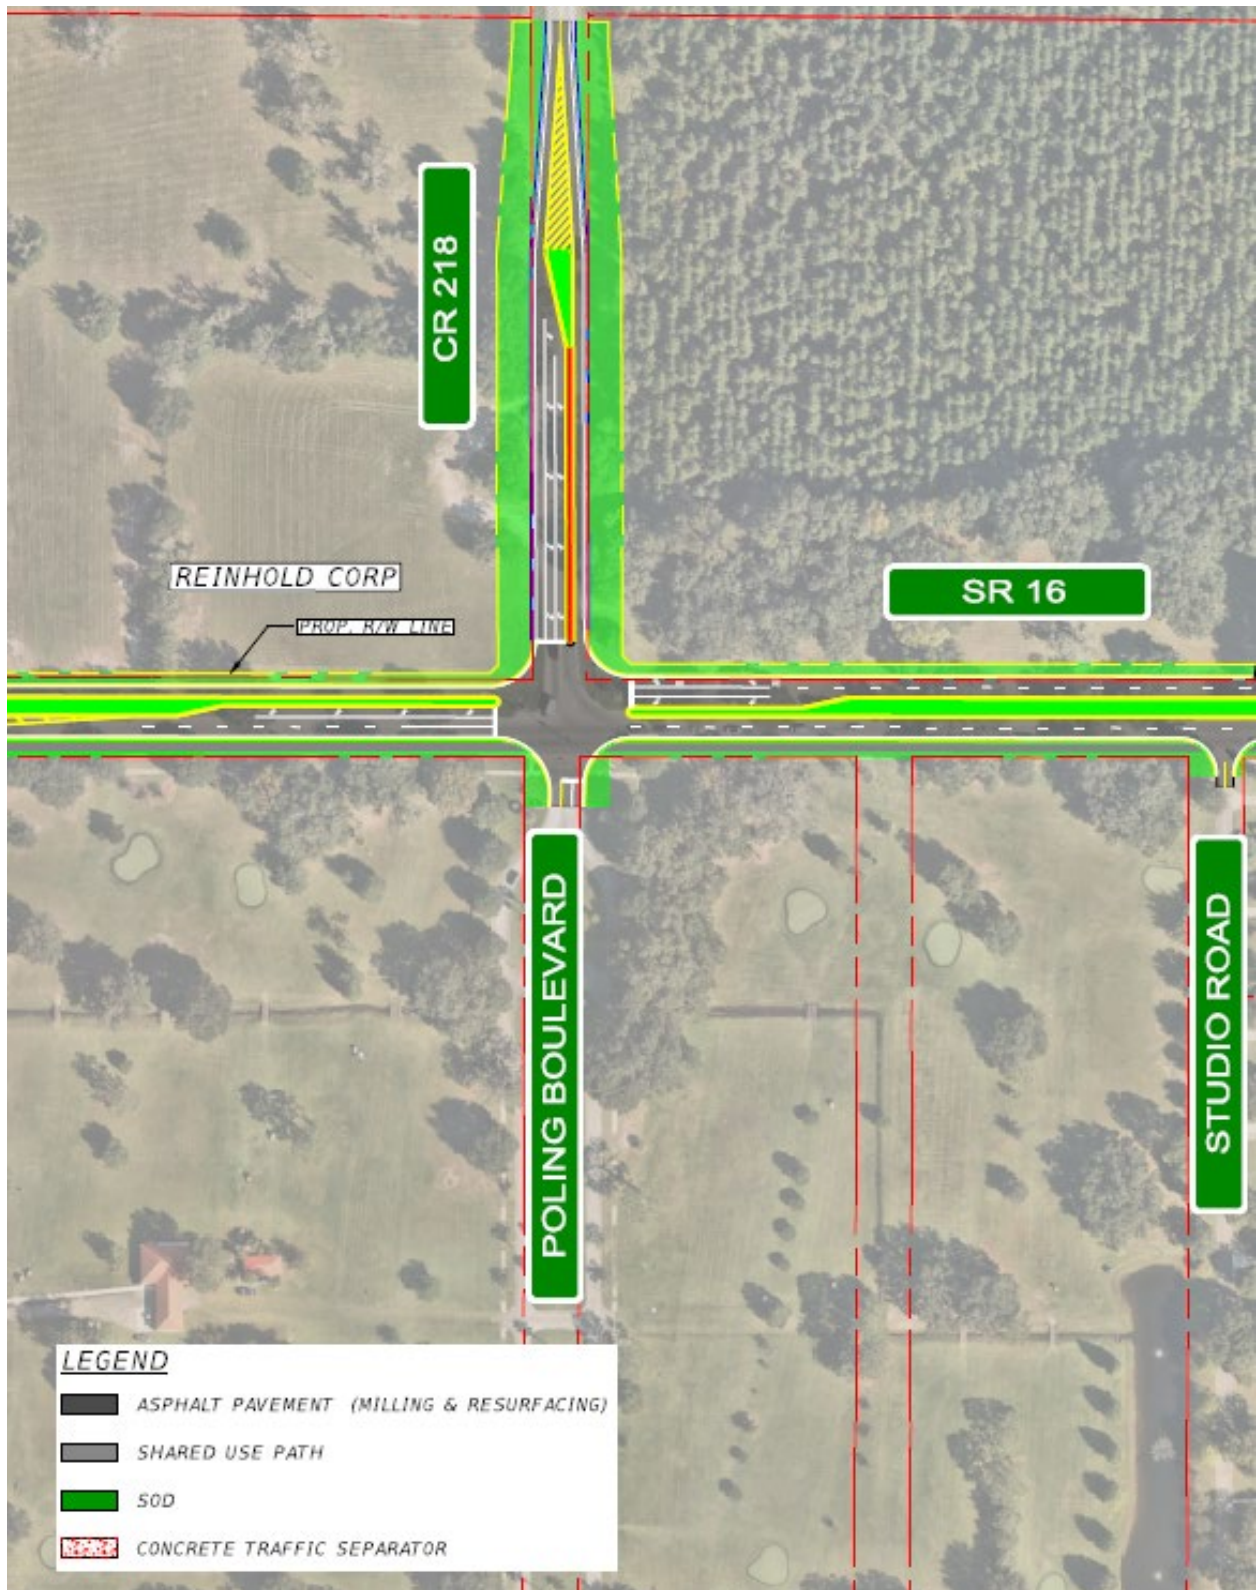 CR 218
REINHOLD CORP
PROP. R/W LINE
SR 16
POLING BOULEVARD
STUDIO ROAD
LEGEND
ASPHALT PAVEMENT (MILLING & RESURFACING)
SHARED USE PATH
SOD
CONCRETE TRAFFIC SEPARATOR